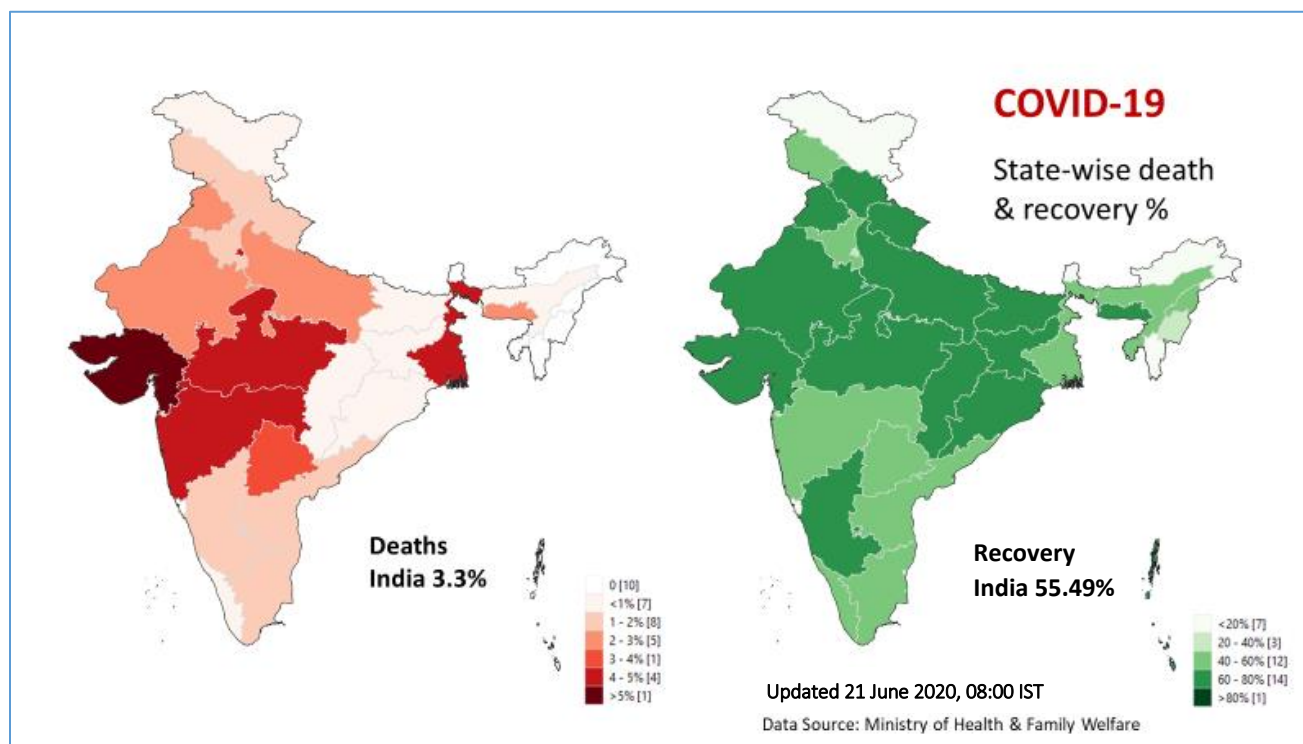 COVID-19
State-wise death
& recovery %
Deaths
India 3.3%
0 [10]
<1% [7]
1 - 2% [8]
2 - 3% [5]
3 - 4% [1]
4 - 5% [4]
>5% [1]
Recovery
India 55.49%
<20% [7]
20 - 40% [3]
40 - 60% [12]
60 - 80% [14]
>80% [1]
Updated 21 June 2020, 08:00 IST
Data Source: Ministry of Health & Family Welfare